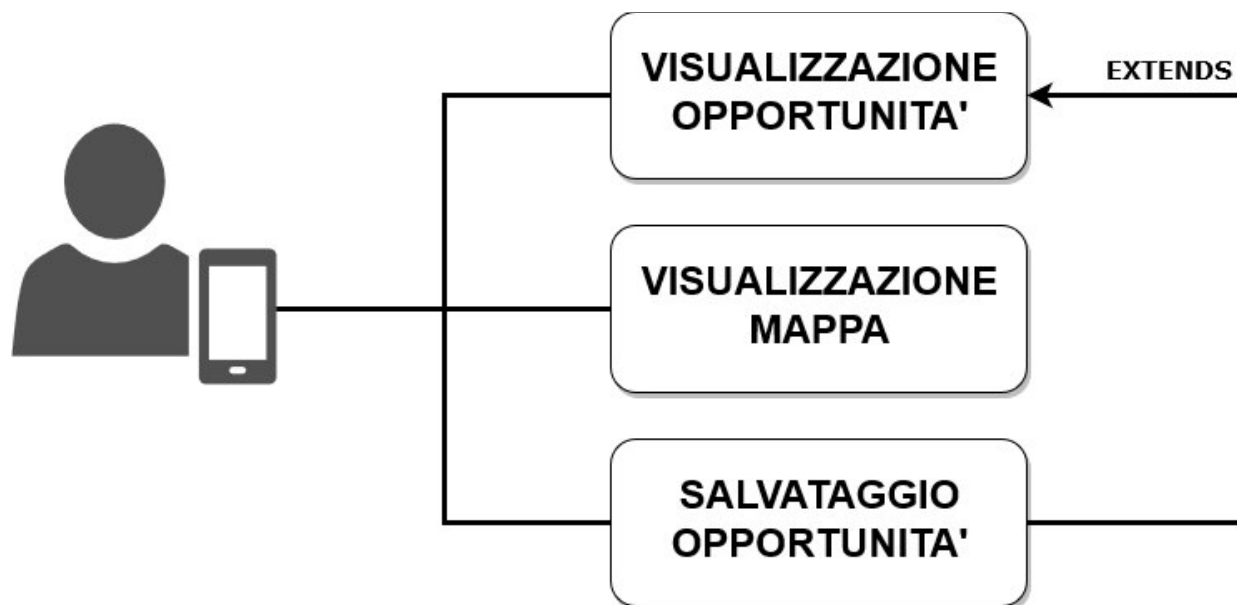 VISUALIZZAZIONE
OPPORTUNITA'
EXTENDS
VISUALIZZAZIONE
MAPPA
SALVATAGGIO
OPPORTUNITA'